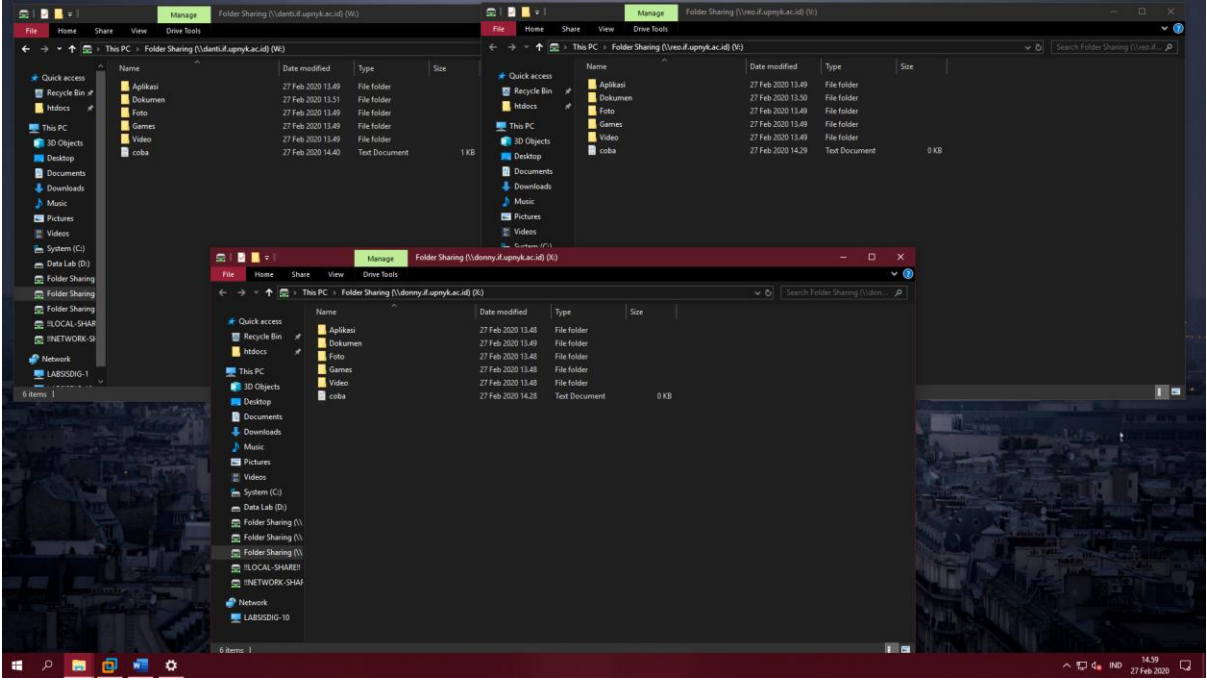 Manage Folder Sharing (\\danti.if.upnyk.ac.id) (W:)
File Home Share View Drive Tools
This PC › Folder Sharing (\\danti.if.upnyk.ac.id) (W:)
Name Date modified Type Size
Aplikasi 27 Feb 2020 13.49 File folder
Dokumen 27 Feb 2020 13.51 File folder
Foto 27 Feb 2020 13.49 File folder
Games 27 Feb 2020 13.49 File folder
Video 27 Feb 2020 13.49 File folder
coba 27 Feb 2020 14.40 Text Document 1 KB
Quick access
Recycle Bin
htdocs
This PC
3D Objects
Desktop
Documents
Downloads
Music
Pictures
Videos
System (C:)
Data Lab (D:)
Folder Sharing
Folder Sharing
Folder Sharing
!!LOCAL-SHAR
!!NETWORK-SH
Network
LABSISDIG-1
6 items
Manage Folder Sharing (\\reo.if.upnyk.ac.id) (V:)
File Home Share View Drive Tools
This PC › Folder Sharing (\\reo.if.upnyk.ac.id) (V:) Search Folder Sharing (\\reo.if...
Name Date modified Type Size
Aplikasi 27 Feb 2020 13.49 File folder
Dokumen 27 Feb 2020 13.50 File folder
Foto 27 Feb 2020 13.49 File folder
Games 27 Feb 2020 13.49 File folder
Video 27 Feb 2020 13.49 File folder
coba 27 Feb 2020 14.29 Text Document 0 KB
Quick access
Recycle Bin
htdocs
This PC
3D Objects
Desktop
Documents
Downloads
Music
Pictures
Videos
System (C:)
Manage Folder Sharing (\\donny.if.upnyk.ac.id) (X:)
File Home Share View Drive Tools
This PC › Folder Sharing (\\donny.if.upnyk.ac.id) (X:) Search Folder Sharing (\\don...
Name Date modified Type Size
Aplikasi 27 Feb 2020 13.48 File folder
Dokumen 27 Feb 2020 13.49 File folder
Foto 27 Feb 2020 13.48 File folder
Games 27 Feb 2020 13.48 File folder
Video 27 Feb 2020 13.48 File folder
coba 27 Feb 2020 14.28 Text Document 0 KB
Quick access
Recycle Bin
htdocs
This PC
3D Objects
Desktop
Documents
Downloads
Music
Pictures
Videos
System (C:)
Data Lab (D:)
Folder Sharing (\\
Folder Sharing (\\
Folder Sharing (\\
!!LOCAL-SHARE!!
!!NETWORK-SHAR
Network
LABSISDIG-10
6 items
IND
14.59
27 Feb 2020